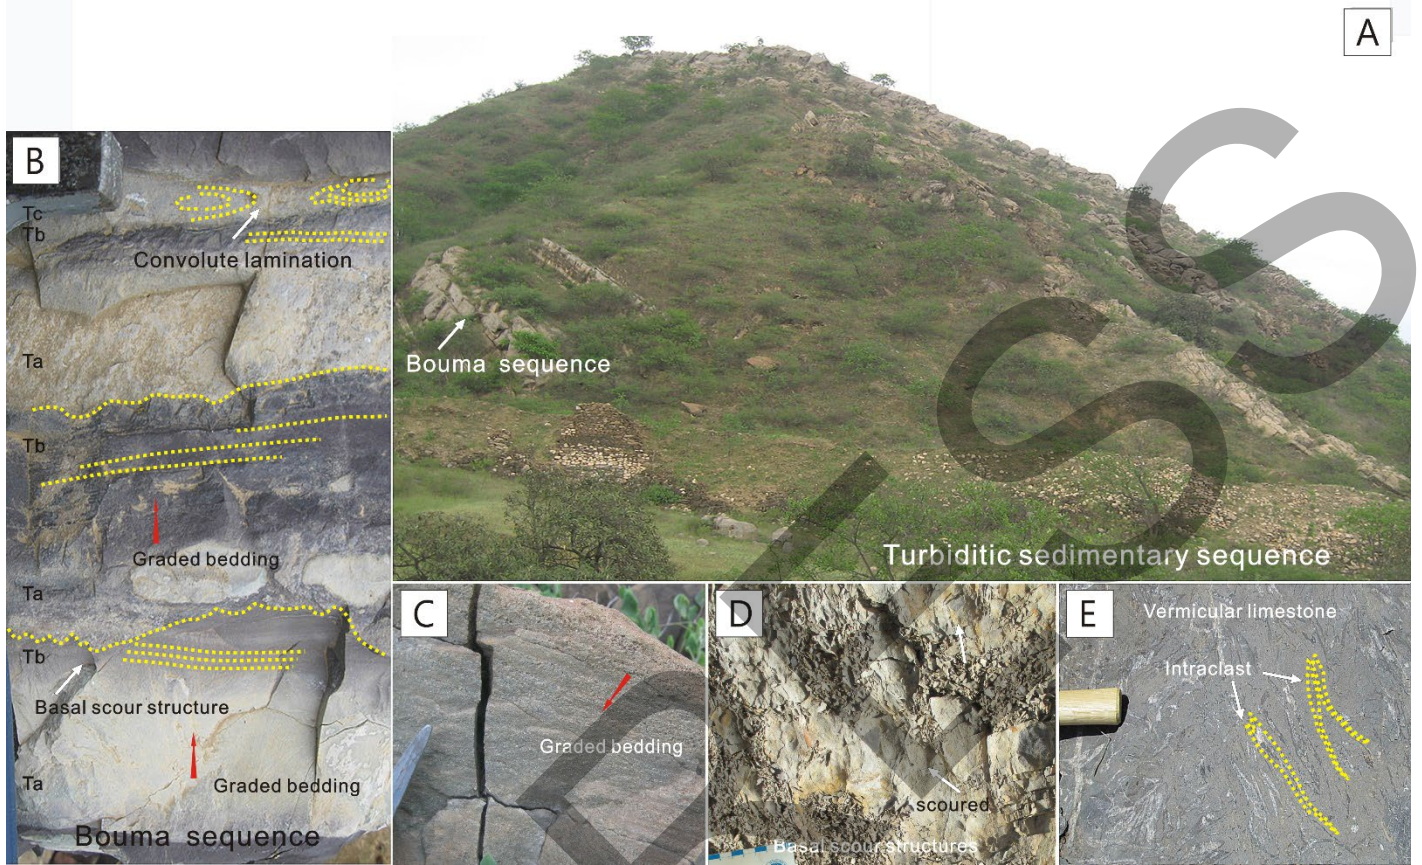 A
Bouma sequence
Turbiditic sedimentary sequence
B
Tc
Tb
Convolute lamination
Ta
Tb
Graded bedding
Ta
Tb
Basal scour structure
Graded bedding
Ta
Bouma sequence
C
Graded bedding
D
scoured
Basal scour structures
E
Vermicular limestone
Intraclast